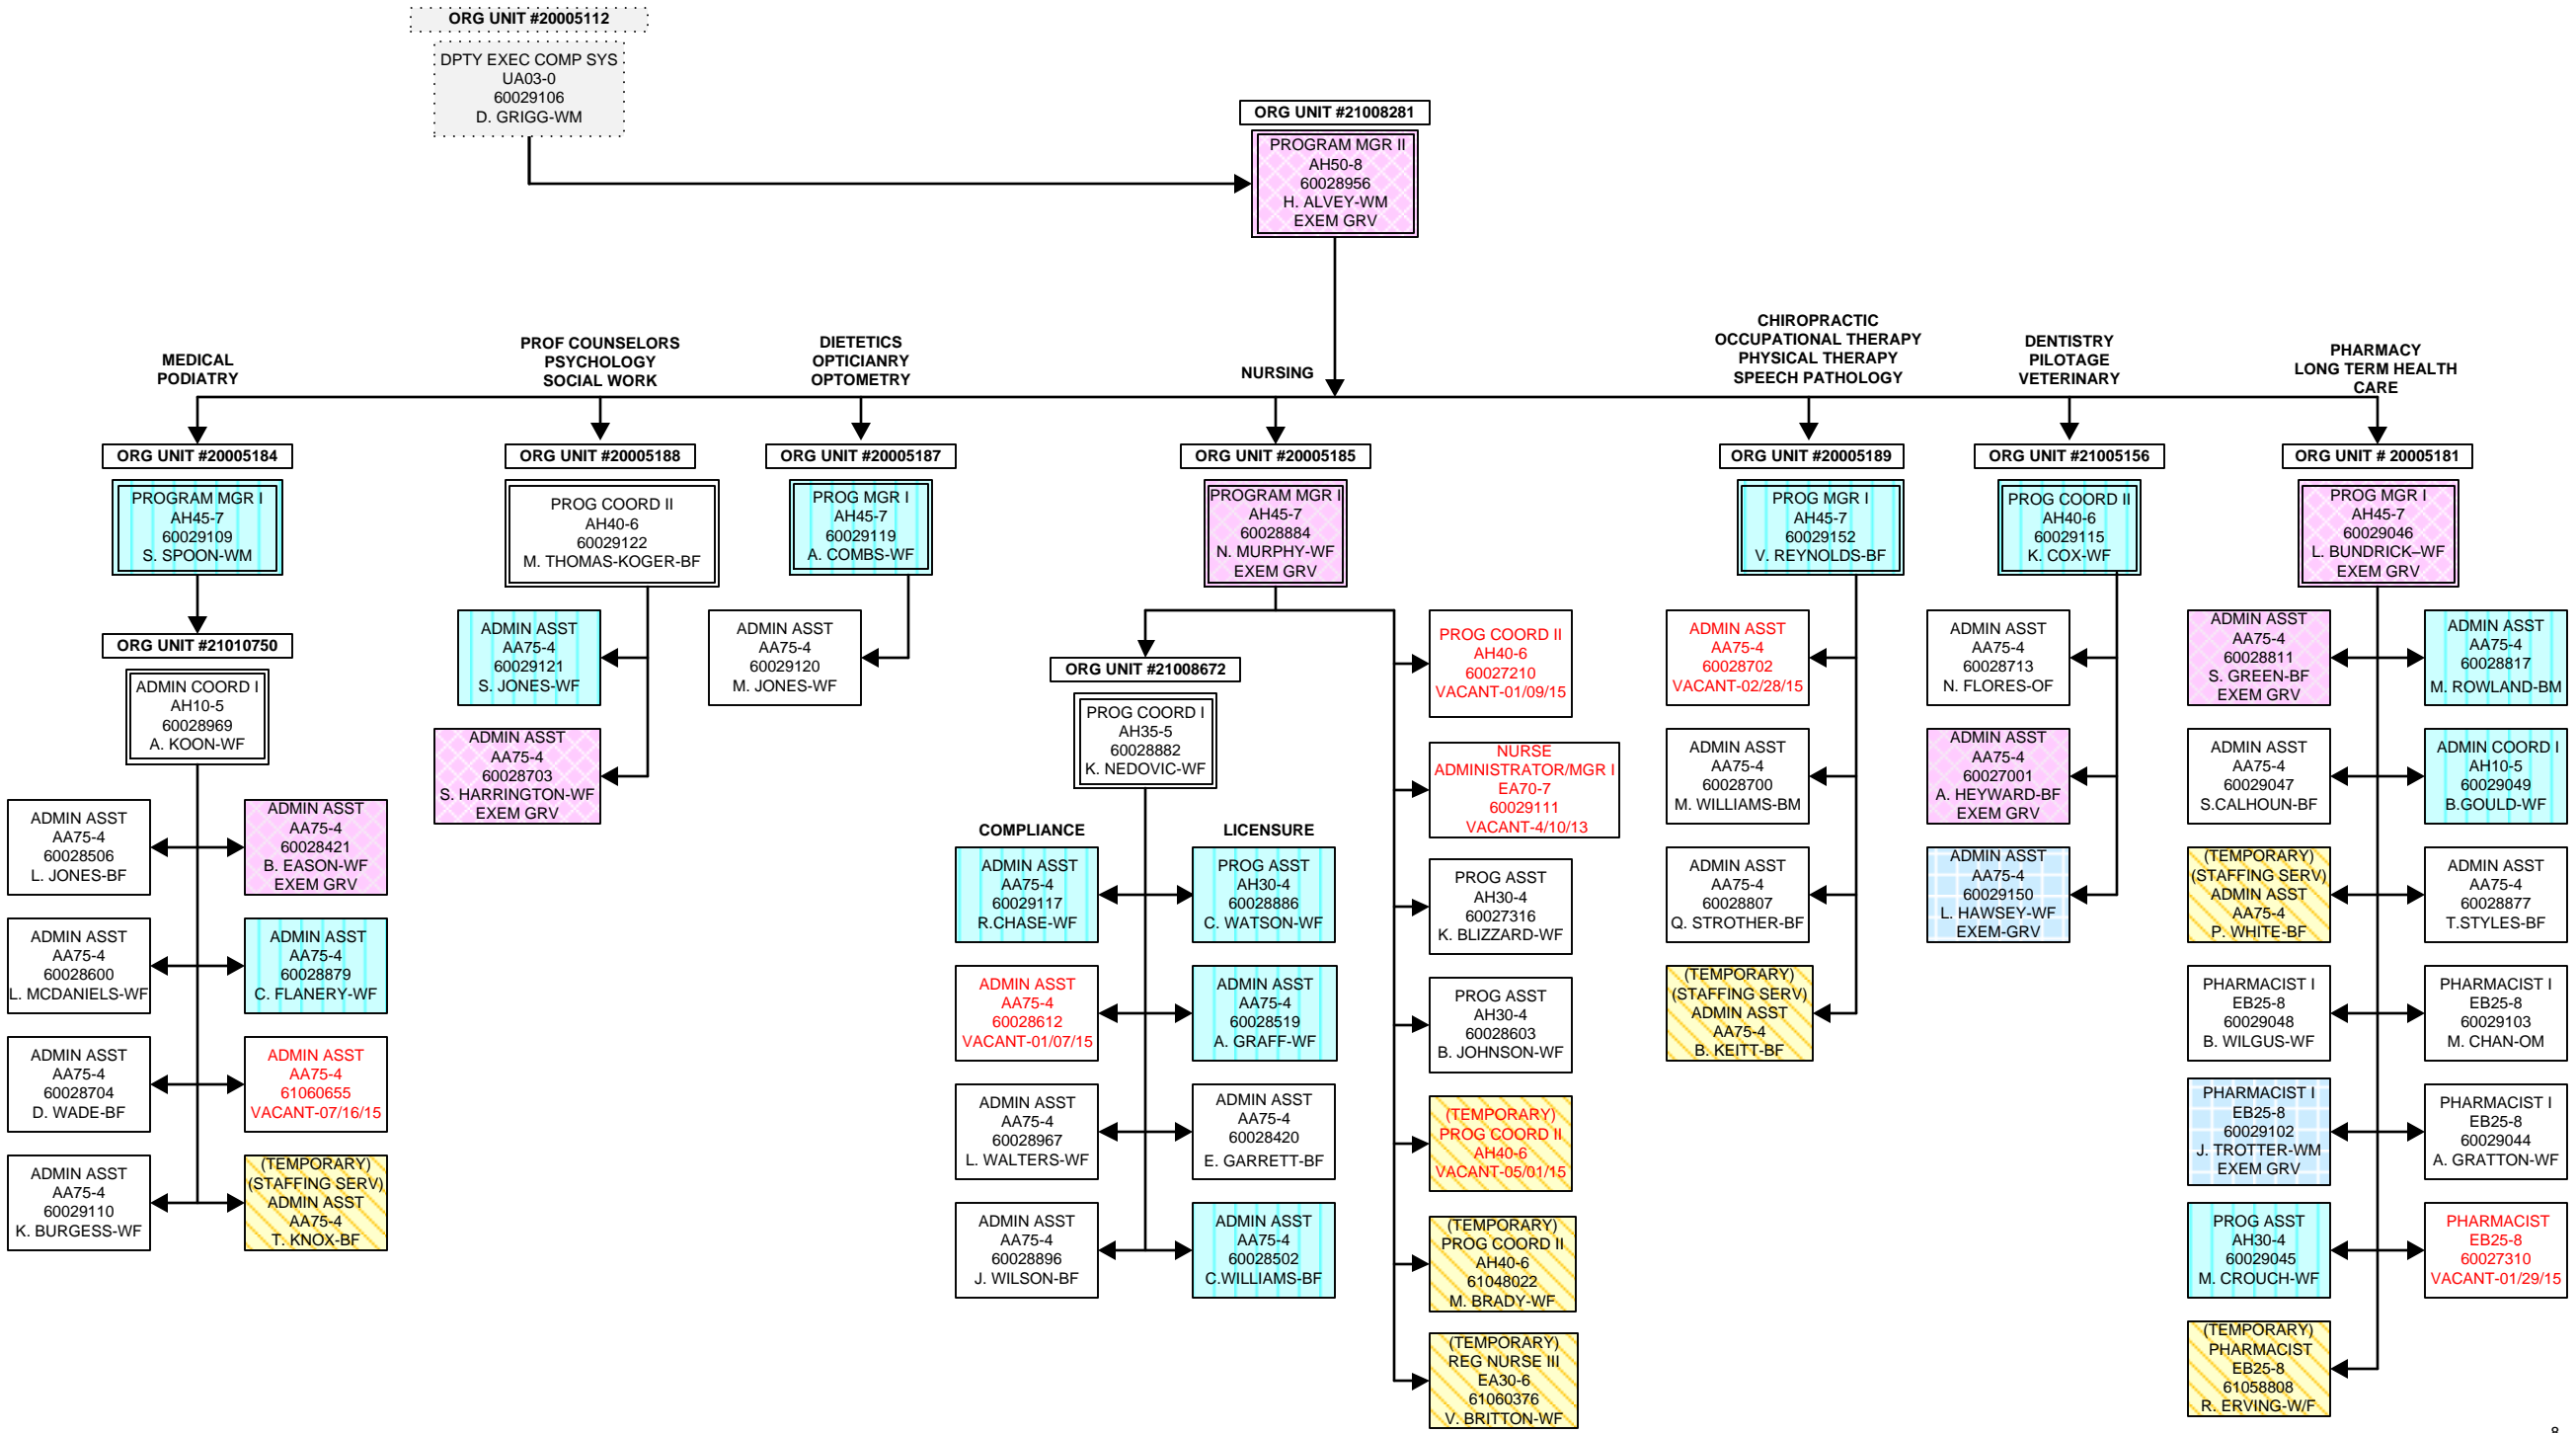 ORG UNIT #20005112
DPTY EXEC COMP SYS
UA03-0
60029106
D. GRIGG-WM
ORG UNIT #21008281
PROGRAM MGR II
AH50-8
60028956
H. ALVEY-WM
EXEM GRV
MEDICAL
PODIATRY
ORG UNIT #20005184
PROGRAM MGR I
AH45-7
60029109
S. SPOON-WM
ORG UNIT #21010750
ADMIN COORD I
AH10-5
60028969
A. KOON-WF
ADMIN ASST
AA75-4
60028506
L. JONES-BF
ADMIN ASST
AA75-4
60028421
B. EASON-WF
EXEM GRV
ADMIN ASST
AA75-4
60028600
L. MCDANIELS-WF
ADMIN ASST
AA75-4
60028879
C. FLANERY-WF
ADMIN ASST
AA75-4
60028704
D. WADE-BF
ADMIN ASST
AA75-4
61060655
VACANT-07/16/15
ADMIN ASST
AA75-4
60029110
K. BURGESS-WF
(TEMPORARY)
(STAFFING SERV)
ADMIN ASST
AA75-4
T. KNOX-BF
PROF COUNSELORS
PSYCHOLOGY
SOCIAL WORK
ORG UNIT #20005188
PROG COORD II
AH40-6
60029122
M. THOMAS-KOGER-BF
ADMIN ASST
AA75-4
60029121
S. JONES-WF
ADMIN ASST
AA75-4
60028703
S. HARRINGTON-WF
EXEM GRV
DIETETICS
OPTICIANRY
OPTOMETRY
ORG UNIT #20005187
PROG MGR I
AH45-7
60029119
A. COMBS-WF
ADMIN ASST
AA75-4
60029120
M. JONES-WF
NURSING
ORG UNIT #20005185
PROGRAM MGR I
AH45-7
60028884
N. MURPHY-WF
EXEM GRV
ORG UNIT #21008672
PROG COORD I
AH35-5
60028882
K. NEDOVIC-WF
COMPLIANCE
LICENSURE
ADMIN ASST
AA75-4
60029117
R.CHASE-WF
PROG ASST
AH30-4
60028886
C. WATSON-WF
ADMIN ASST
AA75-4
60028612
VACANT-01/07/15
ADMIN ASST
AA75-4
60028519
A. GRAFF-WF
ADMIN ASST
AA75-4
60028967
L. WALTERS-WF
ADMIN ASST
AA75-4
60028420
E. GARRETT-BF
ADMIN ASST
AA75-4
60028896
J. WILSON-BF
ADMIN ASST
AA75-4
60028502
C.WILLIAMS-BF
PROG COORD II
AH40-6
60027210
VACANT-01/09/15
NURSE
ADMINISTRATOR/MGR I
EA70-7
60029111
VACANT-4/10/13
PROG ASST
AH30-4
60027316
K. BLIZZARD-WF
PROG ASST
AH30-4
60028603
B. JOHNSON-WF
(TEMPORARY)
PROG COORD II
AH40-6
VACANT-05/01/15
(TEMPORARY)
PROG COORD II
AH40-6
61048022
M. BRADY-WF
(TEMPORARY)
REG NURSE III
EA30-6
61060376
V. BRITTON-WF
CHIROPRACTIC
OCCUPATIONAL THERAPY
PHYSICAL THERAPY
SPEECH PATHOLOGY
ORG UNIT #20005189
PROG MGR I
AH45-7
60029152
V. REYNOLDS-BF
ADMIN ASST
AA75-4
60028702
VACANT-02/28/15
ADMIN ASST
AA75-4
60028700
M. WILLIAMS-BM
ADMIN ASST
AA75-4
60028807
Q. STROTHER-BF
(TEMPORARY)
(STAFFING SERV)
ADMIN ASST
AA75-4
B. KEITT-BF
DENTISTRY
PILOTAGE
VETERINARY
ORG UNIT #21005156
PROG COORD II
AH40-6
60029115
K. COX-WF
ADMIN ASST
AA75-4
60028713
N. FLORES-OF
ADMIN ASST
AA75-4
60027001
A. HEYWARD-BF
EXEM GRV
ADMIN ASST
AA75-4
60029150
L. HAWSEY-WF
EXEM-GRV
PHARMACY
LONG TERM HEALTH
CARE
ORG UNIT # 20005181
PROG MGR I
AH45-7
60029046
L. BUNDRICK–WF
EXEM GRV
ADMIN ASST
AA75-4
60028811
S. GREEN-BF
EXEM GRV
ADMIN ASST
AA75-4
60028817
M. ROWLAND-BM
ADMIN ASST
AA75-4
60029047
S.CALHOUN-BF
ADMIN COORD I
AH10-5
60029049
B.GOULD-WF
(TEMPORARY)
(STAFFING SERV)
ADMIN ASST
AA75-4
P. WHITE-BF
ADMIN ASST
AA75-4
60028877
T.STYLES-BF
PHARMACIST I
EB25-8
60029048
B. WILGUS-WF
PHARMACIST I
EB25-8
60029103
M. CHAN-OM
PHARMACIST I
EB25-8
60029102
J. TROTTER-WM
EXEM GRV
PHARMACIST I
EB25-8
60029044
A. GRATTON-WF
PROG ASST
AH30-4
60029045
M. CROUCH-WF
PHARMACIST
EB25-8
60027310
VACANT-01/29/15
(TEMPORARY)
PHARMACIST
EB25-8
61058808
R. ERVING-W/F
8